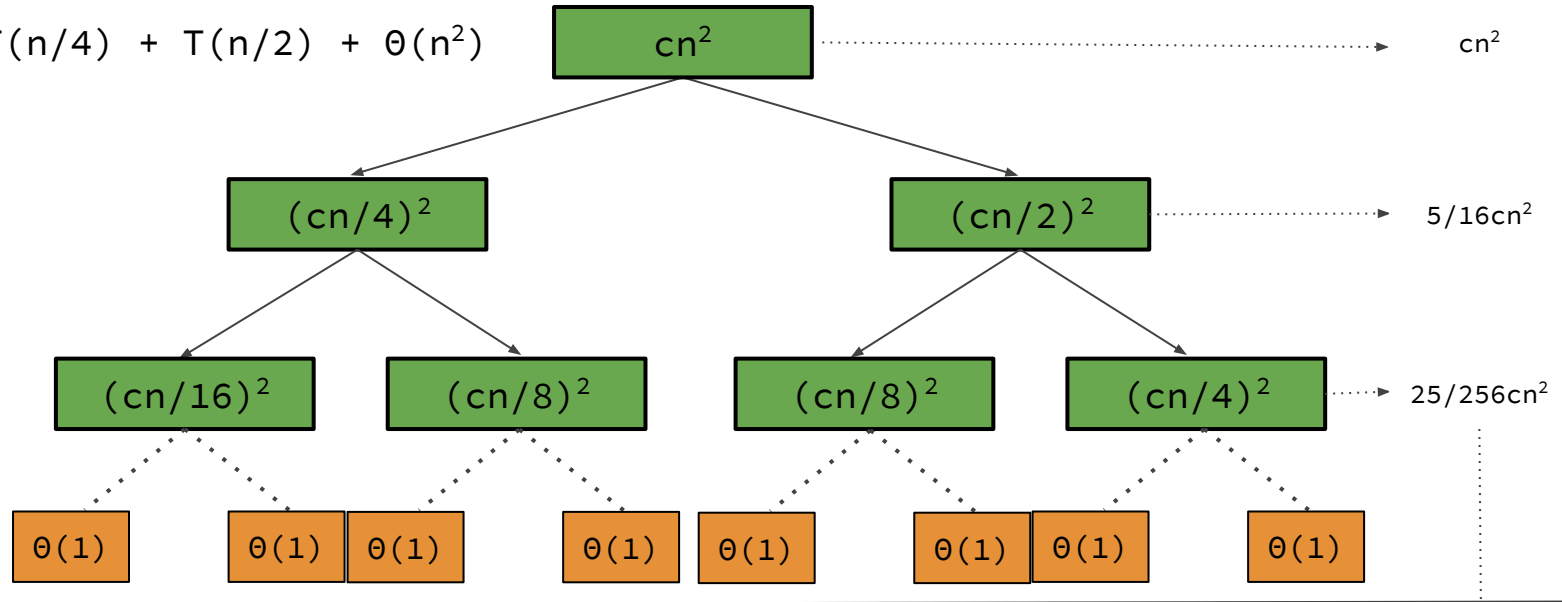 (n/4) + T(n/2) + Θ(n²)
cn²
cn²
(cn/4)²
(cn/2)²
5/16cn²
(cn/16)²
(cn/8)²
(cn/8)²
(cn/4)²
25/256cn²
Θ(1)
Θ(1)
Θ(1)
Θ(1)
Θ(1)
Θ(1)
Θ(1)
Θ(1)